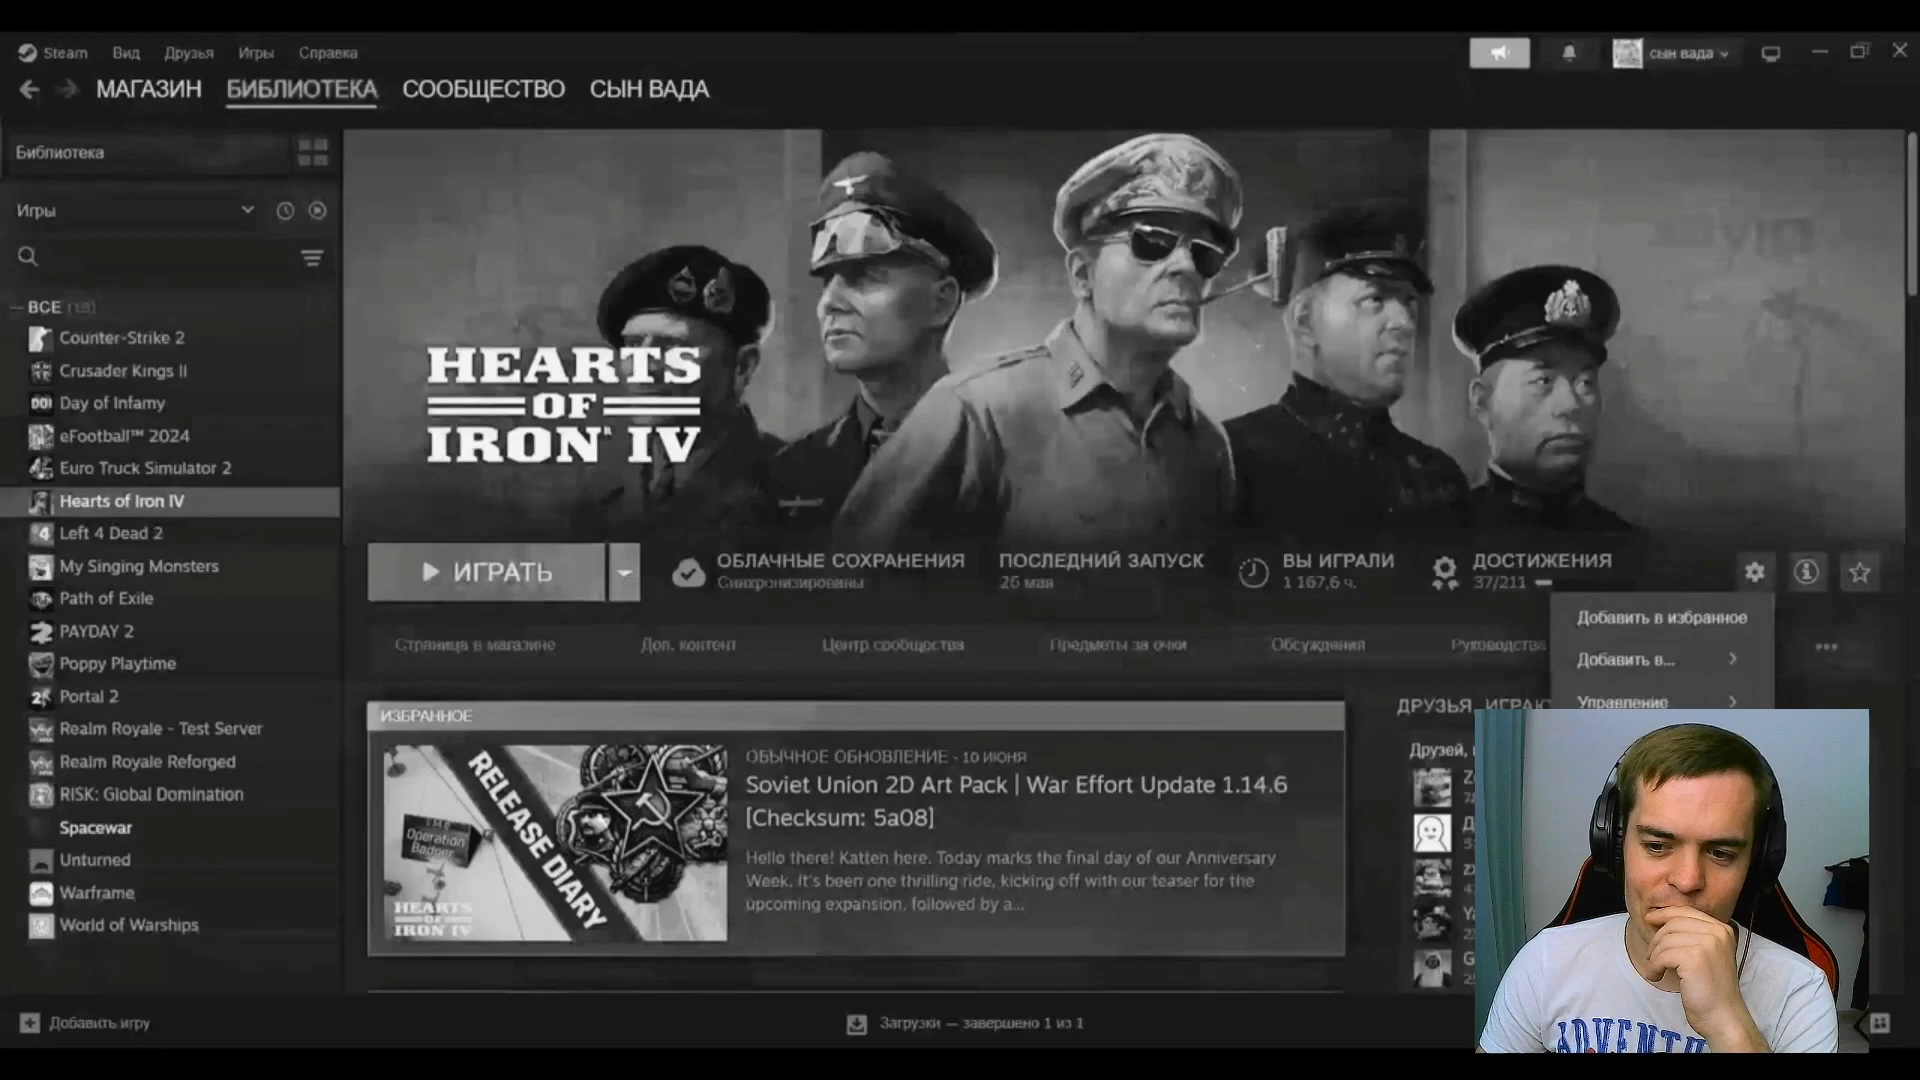 Steam Вид Друзья Игры Справка
сын вада
МАГАЗИН БИБЛИОТЕКА СООБЩЕСТВО СЫН ВАДА
Библиотека
Игры
ВСЕ (19)
Counter-Strike 2
Crusader Kings II
Day of Infamy
eFootball™ 2024
Euro Truck Simulator 2
Hearts of Iron IV
Left 4 Dead 2
My Singing Monsters
Path of Exile
PAYDAY 2
Poppy Playtime
Portal 2
Realm Royale - Test Server
Realm Royale Reforged
RISK: Global Domination
Spacewar
Unturned
Warframe
World of Warships
HEARTS
OF
IRON IV
ИГРАТЬ
ОБЛАЧНЫЕ СОХРАНЕНИЯ
Синхронизированы
ПОСЛЕДНИЙ ЗАПУСК
26 мая
ВЫ ИГРАЛИ
1 167,6 ч.
ДОСТИЖЕНИЯ
37/211
Добавить в избранное
Добавить в...
Управление
Страница в магазине Доп. контент Центр сообщества Предметы за очки Обсуждения Руководства
ИЗБРАННОЕ
RELEASE DIARY
Operation
HEARTS
OF
IRON IV
ОБЫЧНОЕ ОБНОВЛЕНИЕ - 10 ИЮНЯ
Soviet Union 2D Art Pack | War Effort Update 1.14.6
[Checksum: 5a08]
Hello there! Katten here. Today marks the final day of our Anniversary
Week. It's been one thrilling ride, kicking off with our teaser for the
upcoming expansion, followed by a...
ДРУЗЬЯ, ИГРАЮ
Друзей,
Добавить игру
Загрузки — завершено 1 из 1